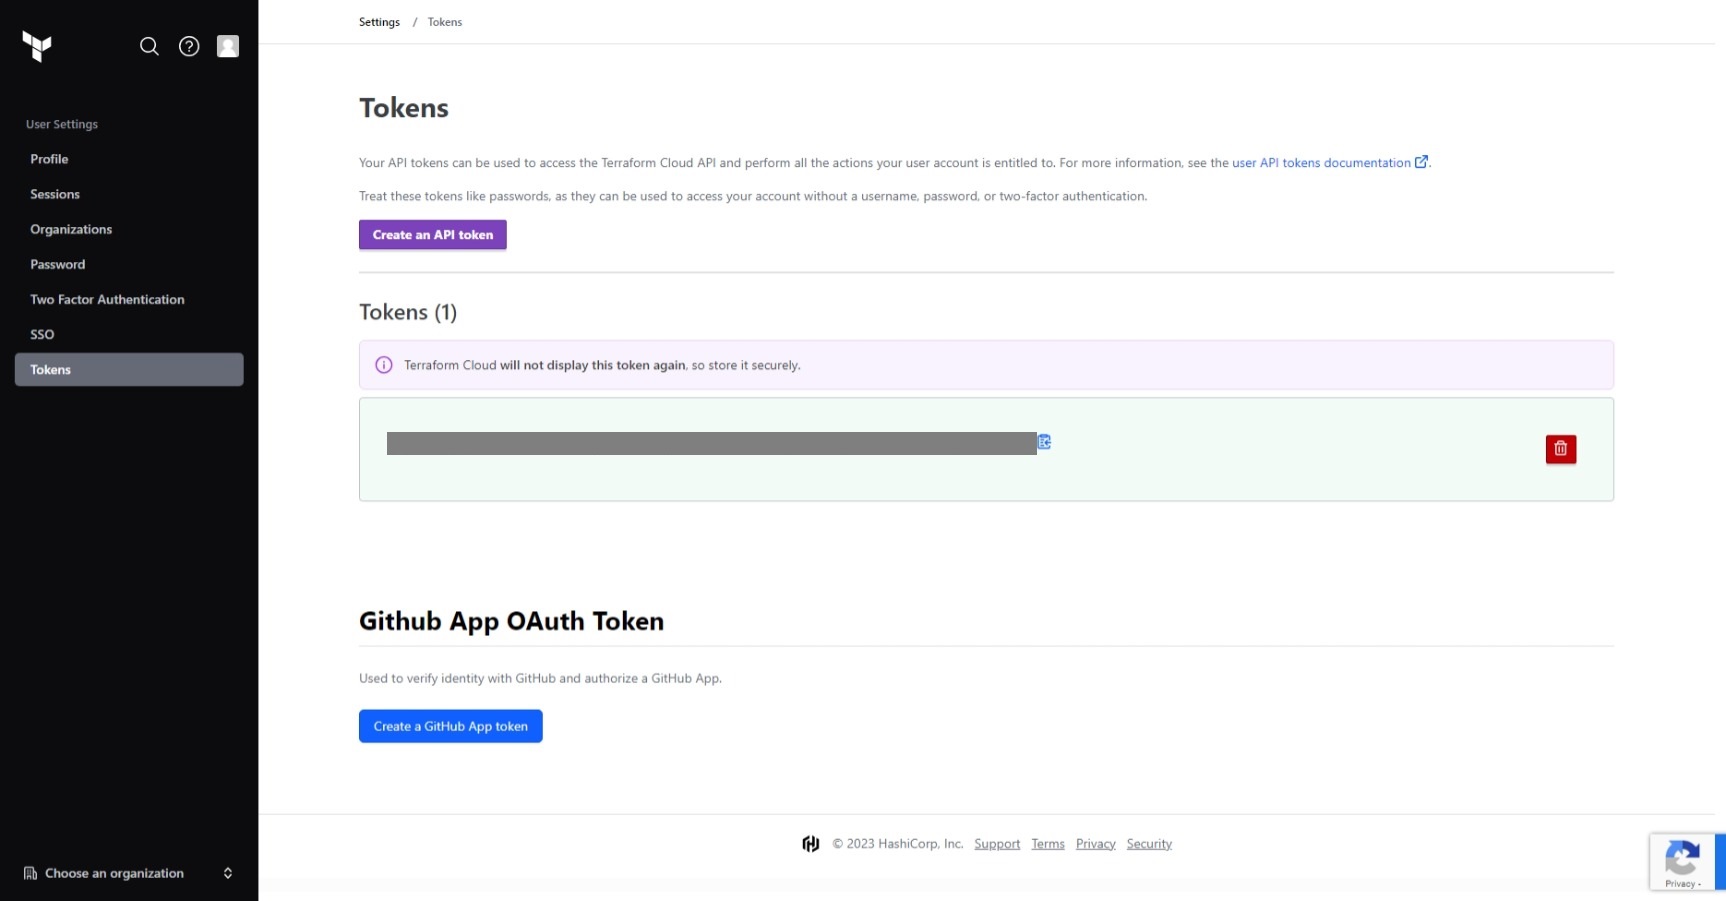 Settings / Tokens
User Settings
Profile
Sessions
Organizations
Password
Two Factor Authentication
SSO
Tokens
Choose an organization
Tokens
Your API tokens can be used to access the Terraform Cloud API and perform all the actions your user account is entitled to. For more information, see the user API tokens documentation.
Treat these tokens like passwords, as they can be used to access your account without a username, password, or two-factor authentication.
Create an API token
Tokens (1)
Terraform Cloud will not display this token again, so store it securely.
Github App OAuth Token
Used to verify identity with GitHub and authorize a GitHub App.
Create a GitHub App token
© 2023 HashiCorp, Inc. Support Terms Privacy Security
Privacy -